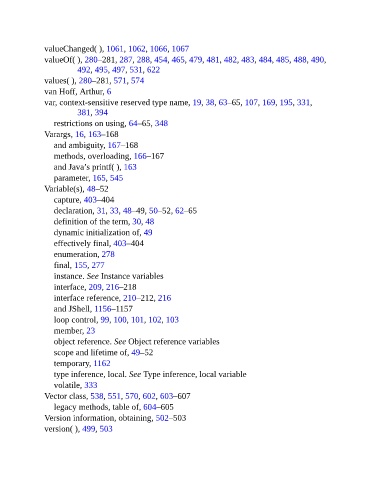 valueChanged( ), 1061, 1062, 1066, 1067
valueOf( ), 280–281, 287, 288, 454, 465, 479, 481, 482, 483, 484, 485, 488, 490,
492, 495, 497, 531, 622
values( ), 280–281, 571, 574
van Hoff, Arthur, 6
var, context-sensitive reserved type name, 19, 38, 63–65, 107, 169, 195, 331,
381, 394
restrictions on using, 64–65, 348
Varargs, 16, 163–168
and ambiguity, 167–168
methods, overloading, 166–167
and Java's printf( ), 163
parameter, 165, 545
Variable(s), 48–52
capture, 403–404
declaration, 31, 33, 48–49, 50–52, 62–65
definition of the term, 30, 48
dynamic initialization of, 49
effectively final, 403–404
enumeration, 278
final, 155, 277
instance. See Instance variables
interface, 209, 216–218
interface reference, 210–212, 216
and JShell, 1156–1157
loop control, 99, 100, 101, 102, 103
member, 23
object reference. See Object reference variables
scope and lifetime of, 49–52
temporary, 1162
type inference, local. See Type inference, local variable
volatile, 333
Vector class, 538, 551, 570, 602, 603–607
legacy methods, table of, 604–605
Version information, obtaining, 502–503
version( ), 499, 503